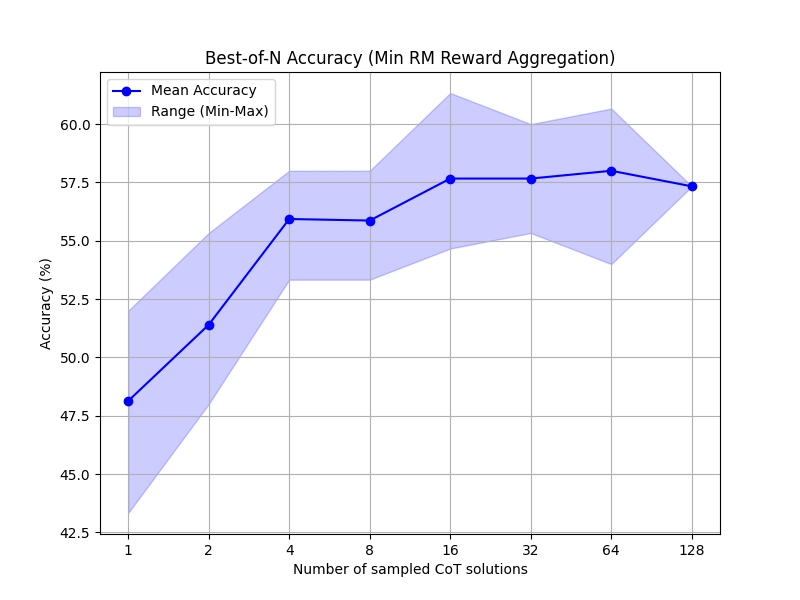 Best-of-N Accuracy (Min RM Reward Aggregation)
Mean Accuracy
Range (Min-Max)
60.0
57.5
55.0
52.5
50.0
47.5
45.0
42.5
Accuracy (%)
1 2 4 8 16 32 64 128
Number of sampled CoT solutions